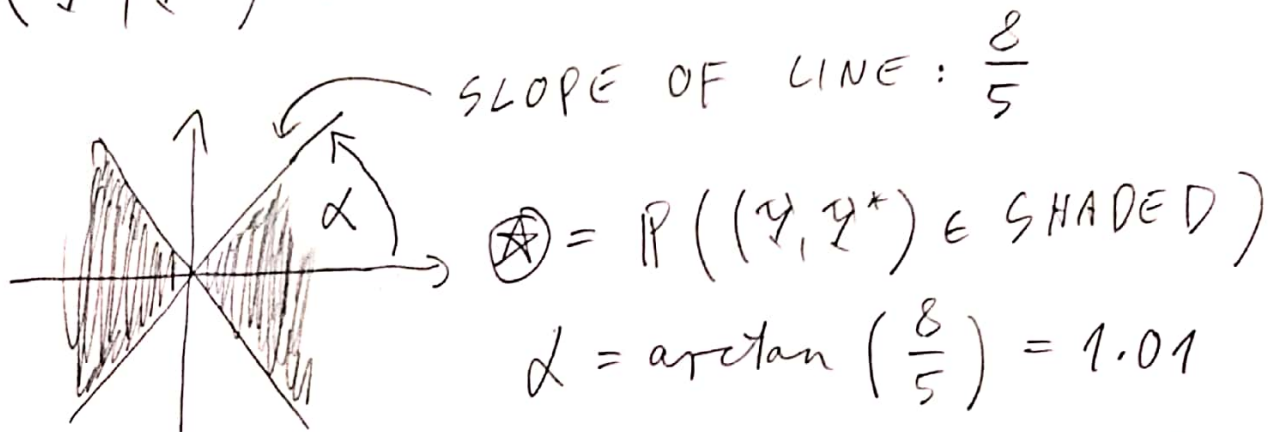 SLOPE OF LINE: 8/5
α
⍟ = ℙ((Y, Y*) ∈ SHADED)
α = arctan(8/5) = 1.01